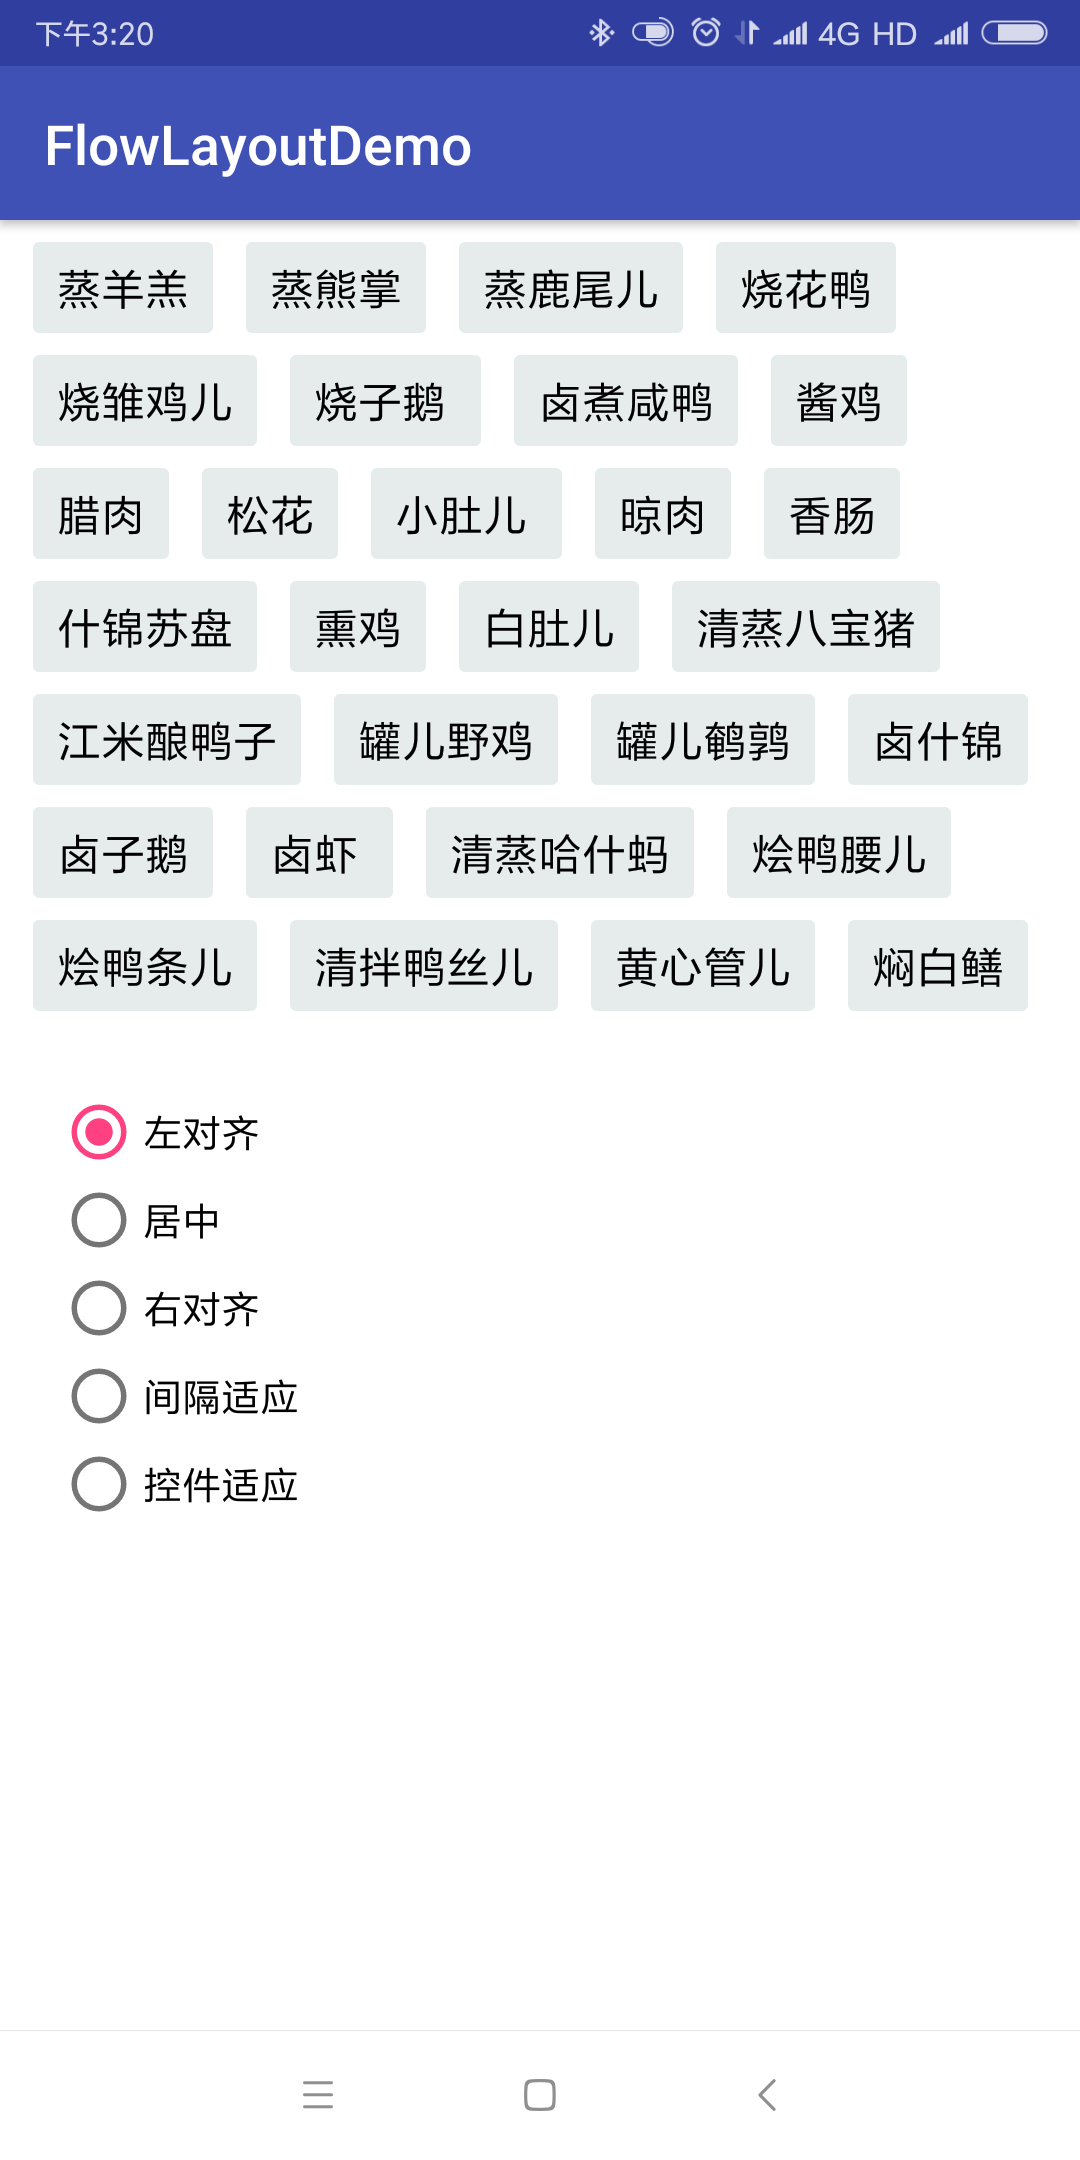 下午3:20 4G HD
FlowLayoutDemo
蒸羊羔 蒸熊掌 蒸鹿尾儿 烧花鸭
烧雏鸡儿 烧子鹅 卤煮咸鸭 酱鸡
腊肉 松花 小肚儿 晾肉 香肠
什锦苏盘 熏鸡 白肚儿 清蒸八宝猪
江米酿鸭子 罐儿野鸡 罐儿鹌鹑 卤什锦
卤子鹅 卤虾 清蒸哈什蚂 烩鸭腰儿
烩鸭条儿 清拌鸭丝儿 黄心管儿 焖白鳝
左对齐
居中
右对齐
间隔适应
控件适应